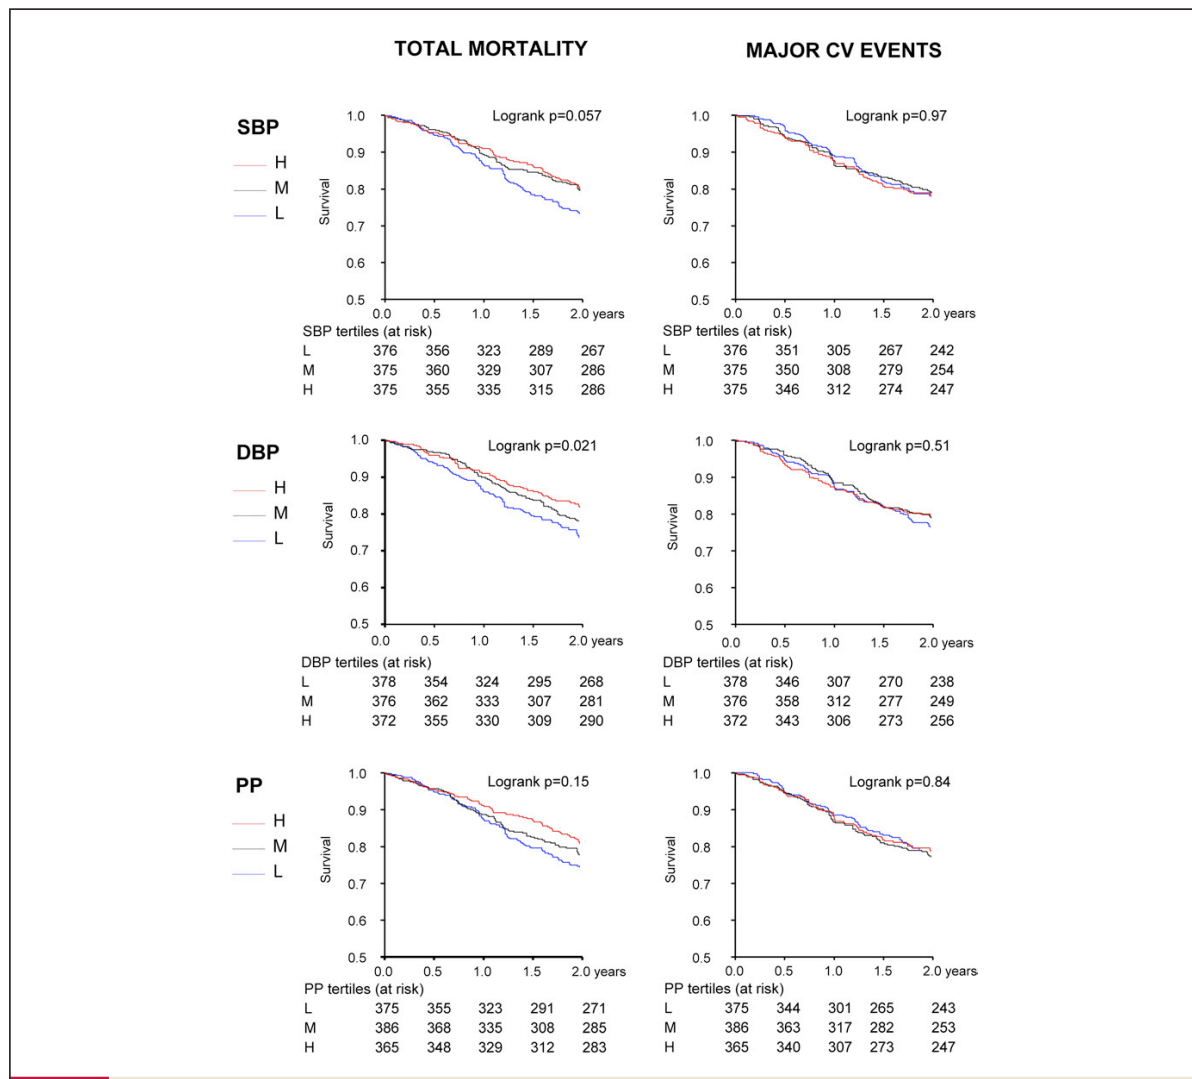 TOTAL MORTALITY
MAJOR CV EVENTS
SBP
H
M
L
Survival
1.0
0.9
0.8
0.7
0.6
0.5
Logrank p=0.057
0.0 0.5 1.0 1.5 2.0 years
SBP tertiles (at risk)
L 376 356 323 289 267
M 375 360 329 307 286
H 375 355 335 315 286
Survival
1.0
0.9
0.8
0.7
0.6
0.5
Logrank p=0.97
0.0 0.5 1.0 1.5 2.0 years
SBP tertiles (at risk)
L 376 351 305 267 242
M 375 350 308 279 254
H 375 346 312 274 247
DBP
H
M
L
Survival
1.0
0.9
0.8
0.7
0.6
0.5
Logrank p=0.021
0.0 0.5 1.0 1.5 2.0 years
DBP tertiles (at risk)
L 378 354 324 295 268
M 376 362 333 307 281
H 372 355 330 309 290
Survival
1.0
0.9
0.8
0.7
0.6
0.5
Logrank p=0.51
0.0 0.5 1.0 1.5 2.0 years
DBP tertiles (at risk)
L 378 346 307 270 238
M 376 358 312 277 249
H 372 343 306 273 256
PP
H
M
L
Survival
1.0
0.9
0.8
0.7
0.6
0.5
Logrank p=0.15
0.0 0.5 1.0 1.5 2.0 years
PP tertiles (at risk)
L 375 355 323 291 271
M 386 368 335 308 285
H 365 348 329 312 283
Survival
1.0
0.9
0.8
0.7
0.6
0.5
Logrank p=0.84
0.0 0.5 1.0 1.5 2.0 years
PP tertiles (at risk)
L 375 344 301 265 243
M 386 363 317 282 253
H 365 340 307 273 247